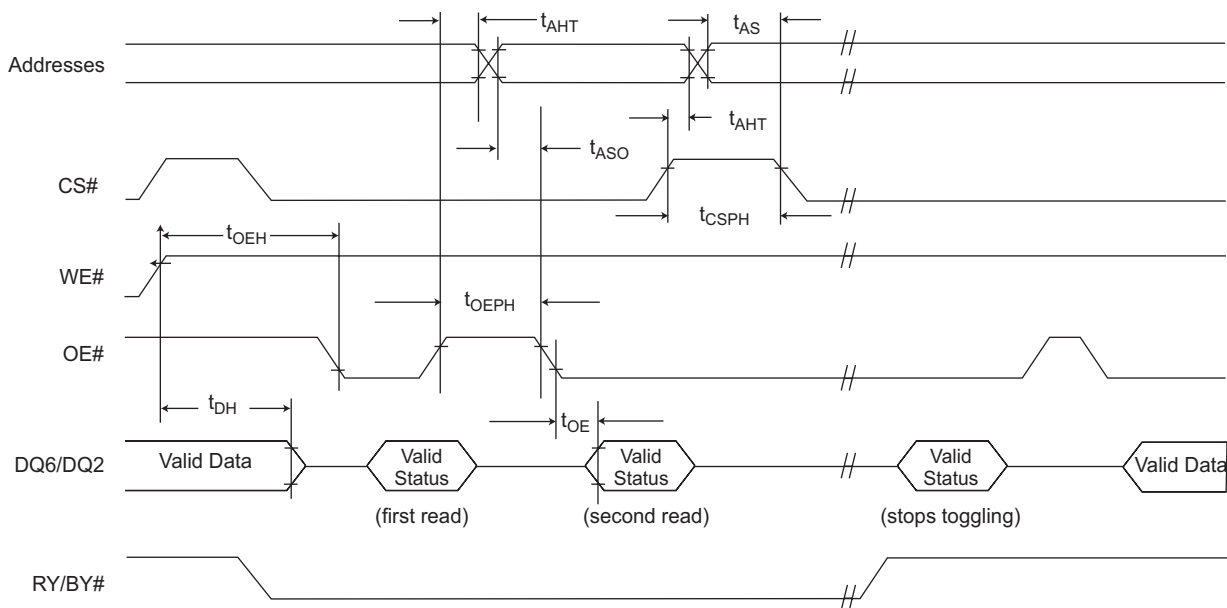 tAHT
tAS
Addresses
tAHT
tASO
CS#
tCSPH
tOEH
WE#
tOEPH
OE#
tDH
tOE
DQ6/DQ2
Valid Data
Valid
Status
Valid
Status
Valid
Status
Valid Data
(first read)
(second read)
(stops toggling)
RY/BY#